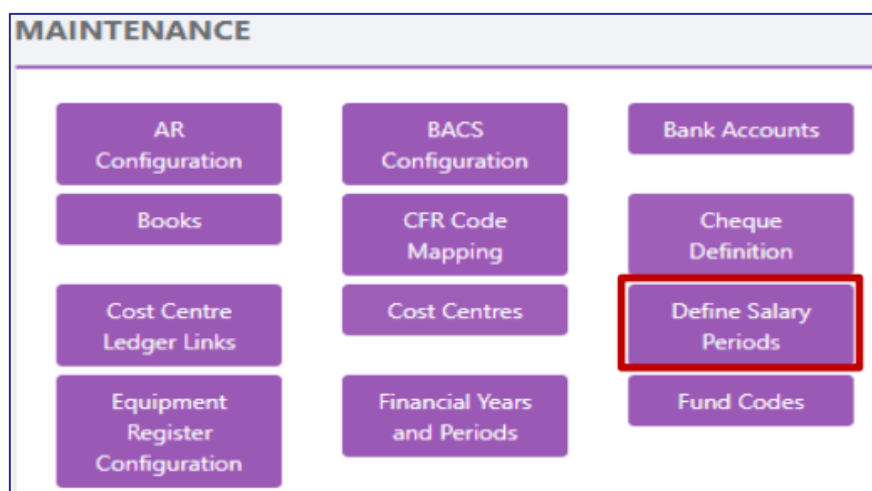 MAINTENANCE
AR
Configuration
BACS
Configuration
Bank Accounts
Books
CFR Code
Mapping
Cheque
Definition
Cost Centre
Ledger Links
Cost Centres
Define Salary
Periods
Equipment
Register
Configuration
Financial Years
and Periods
Fund Codes